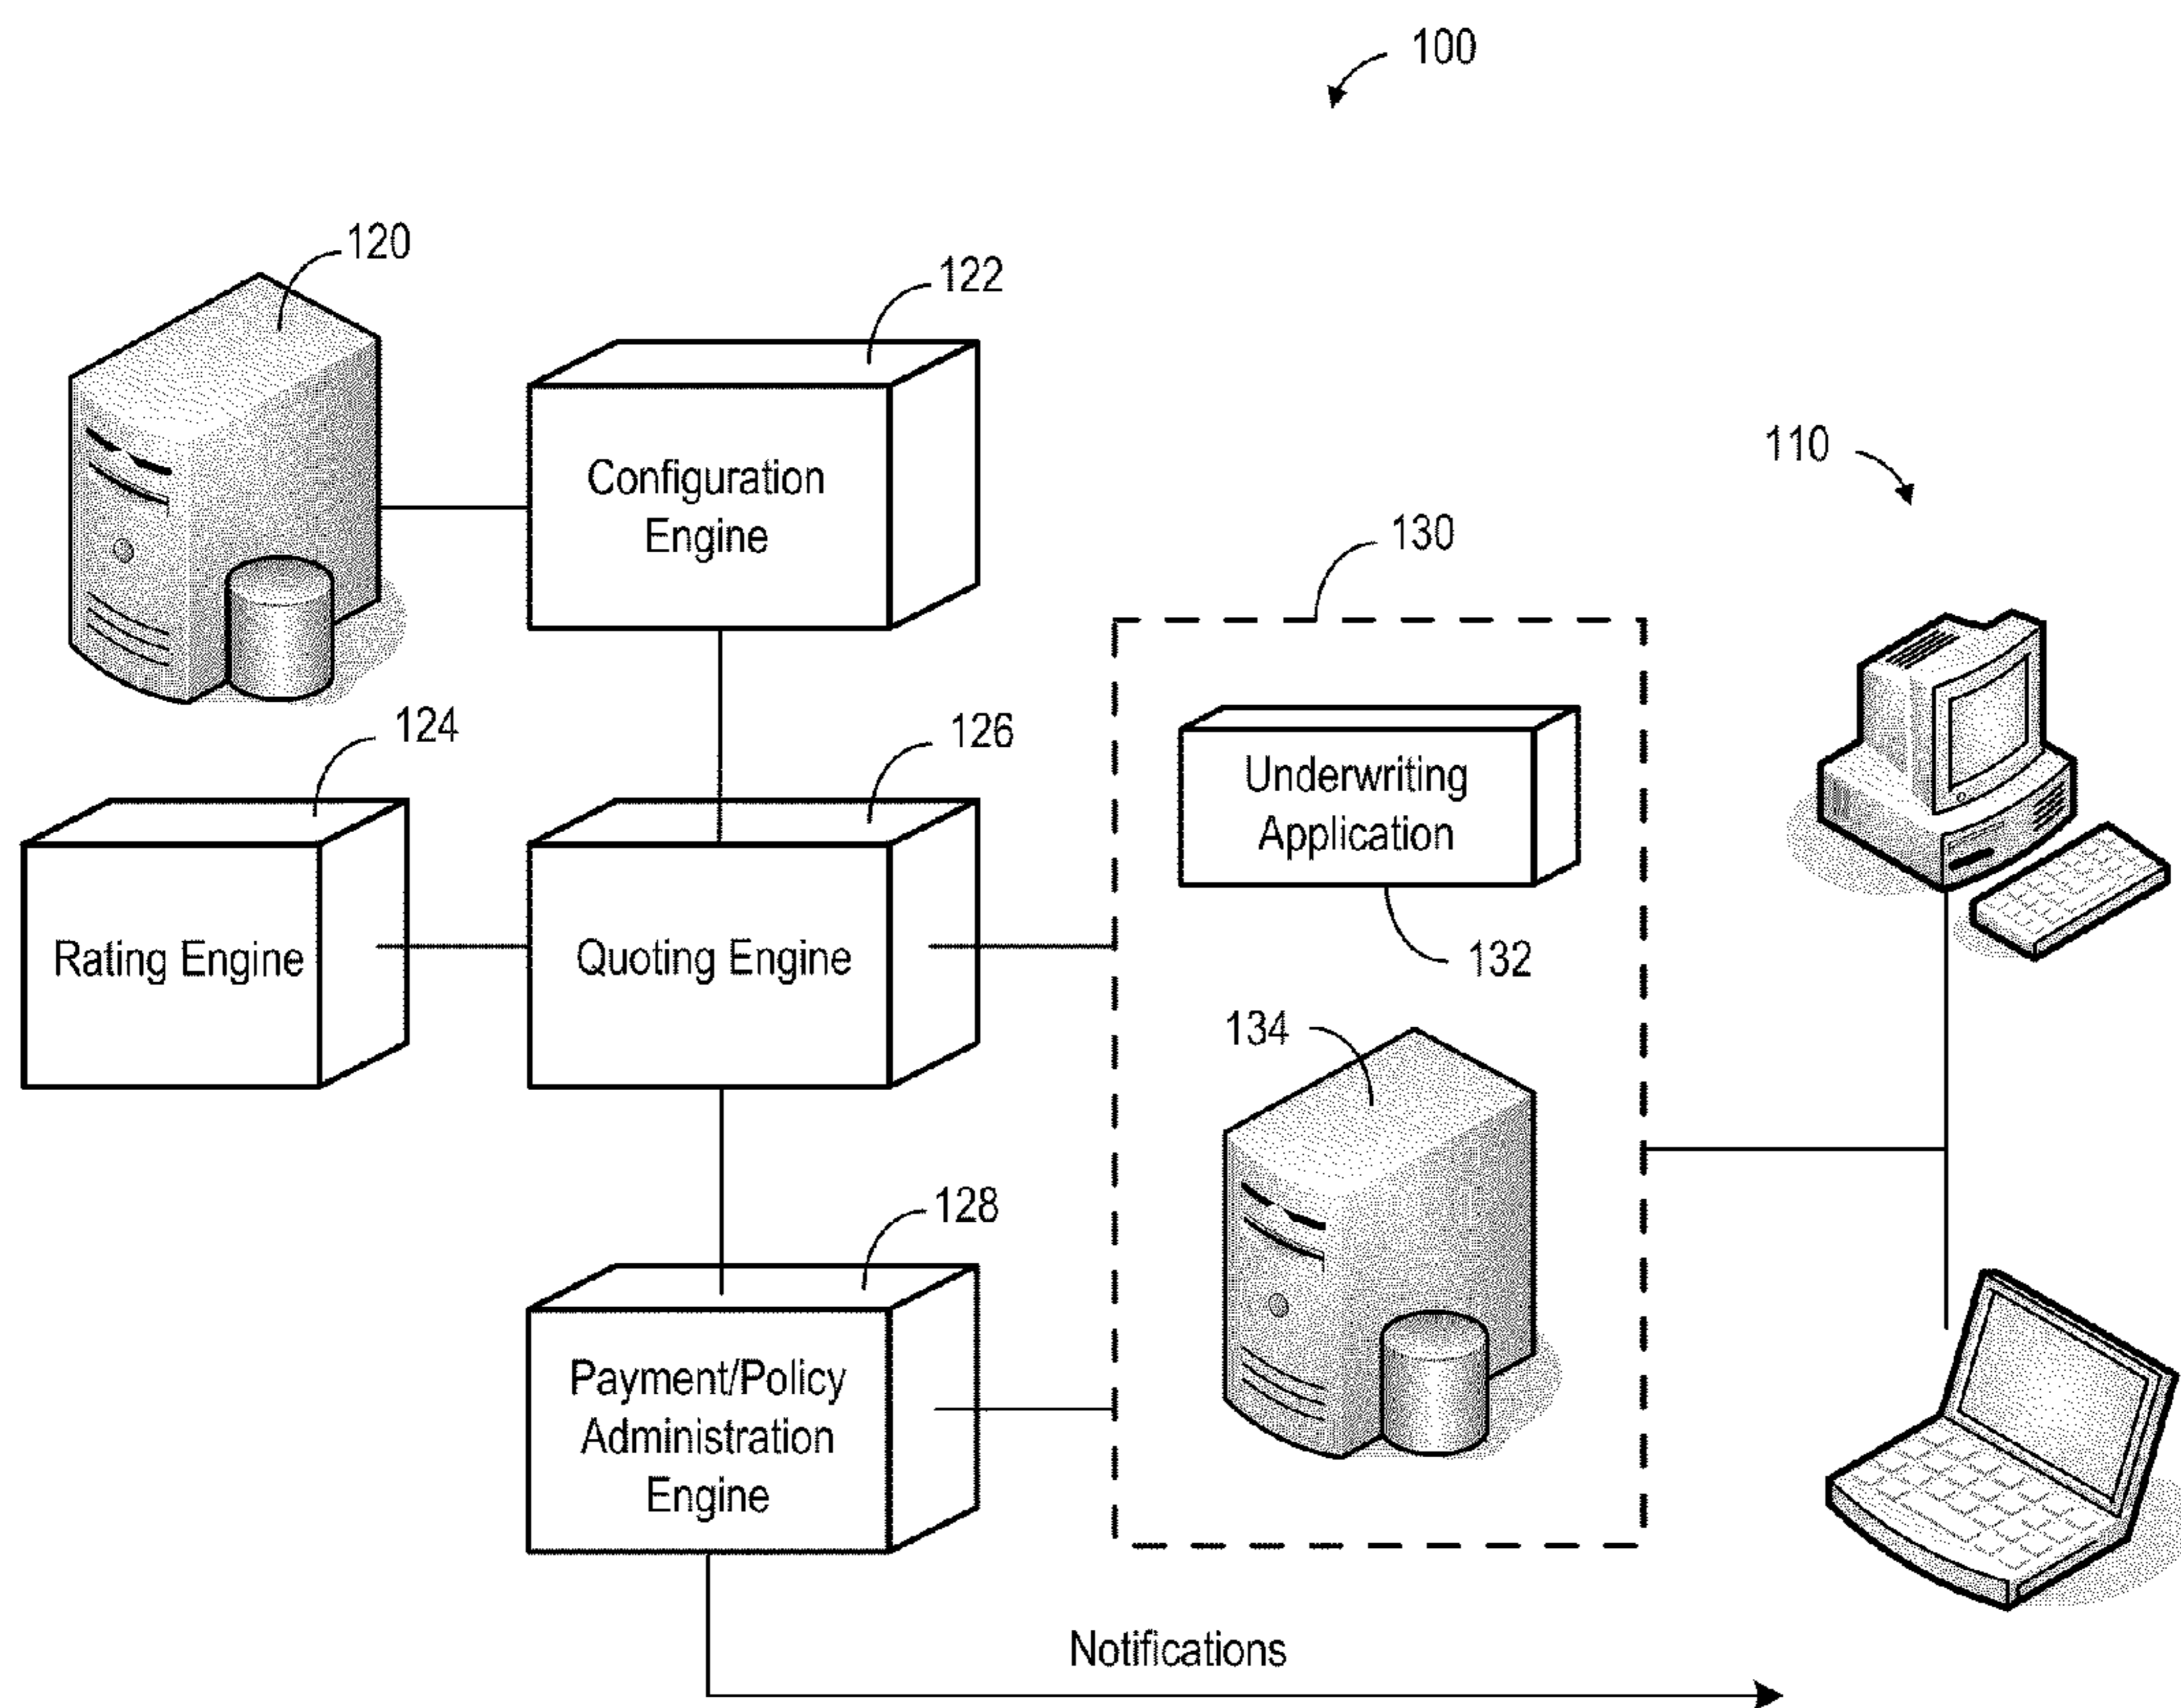 100
120
122
Configuration
Engine
110
130
124
126
Underwriting
Application
132
Rating Engine
Quoting Engine
134
128
Payment/Policy
Administration
Engine
Notifications